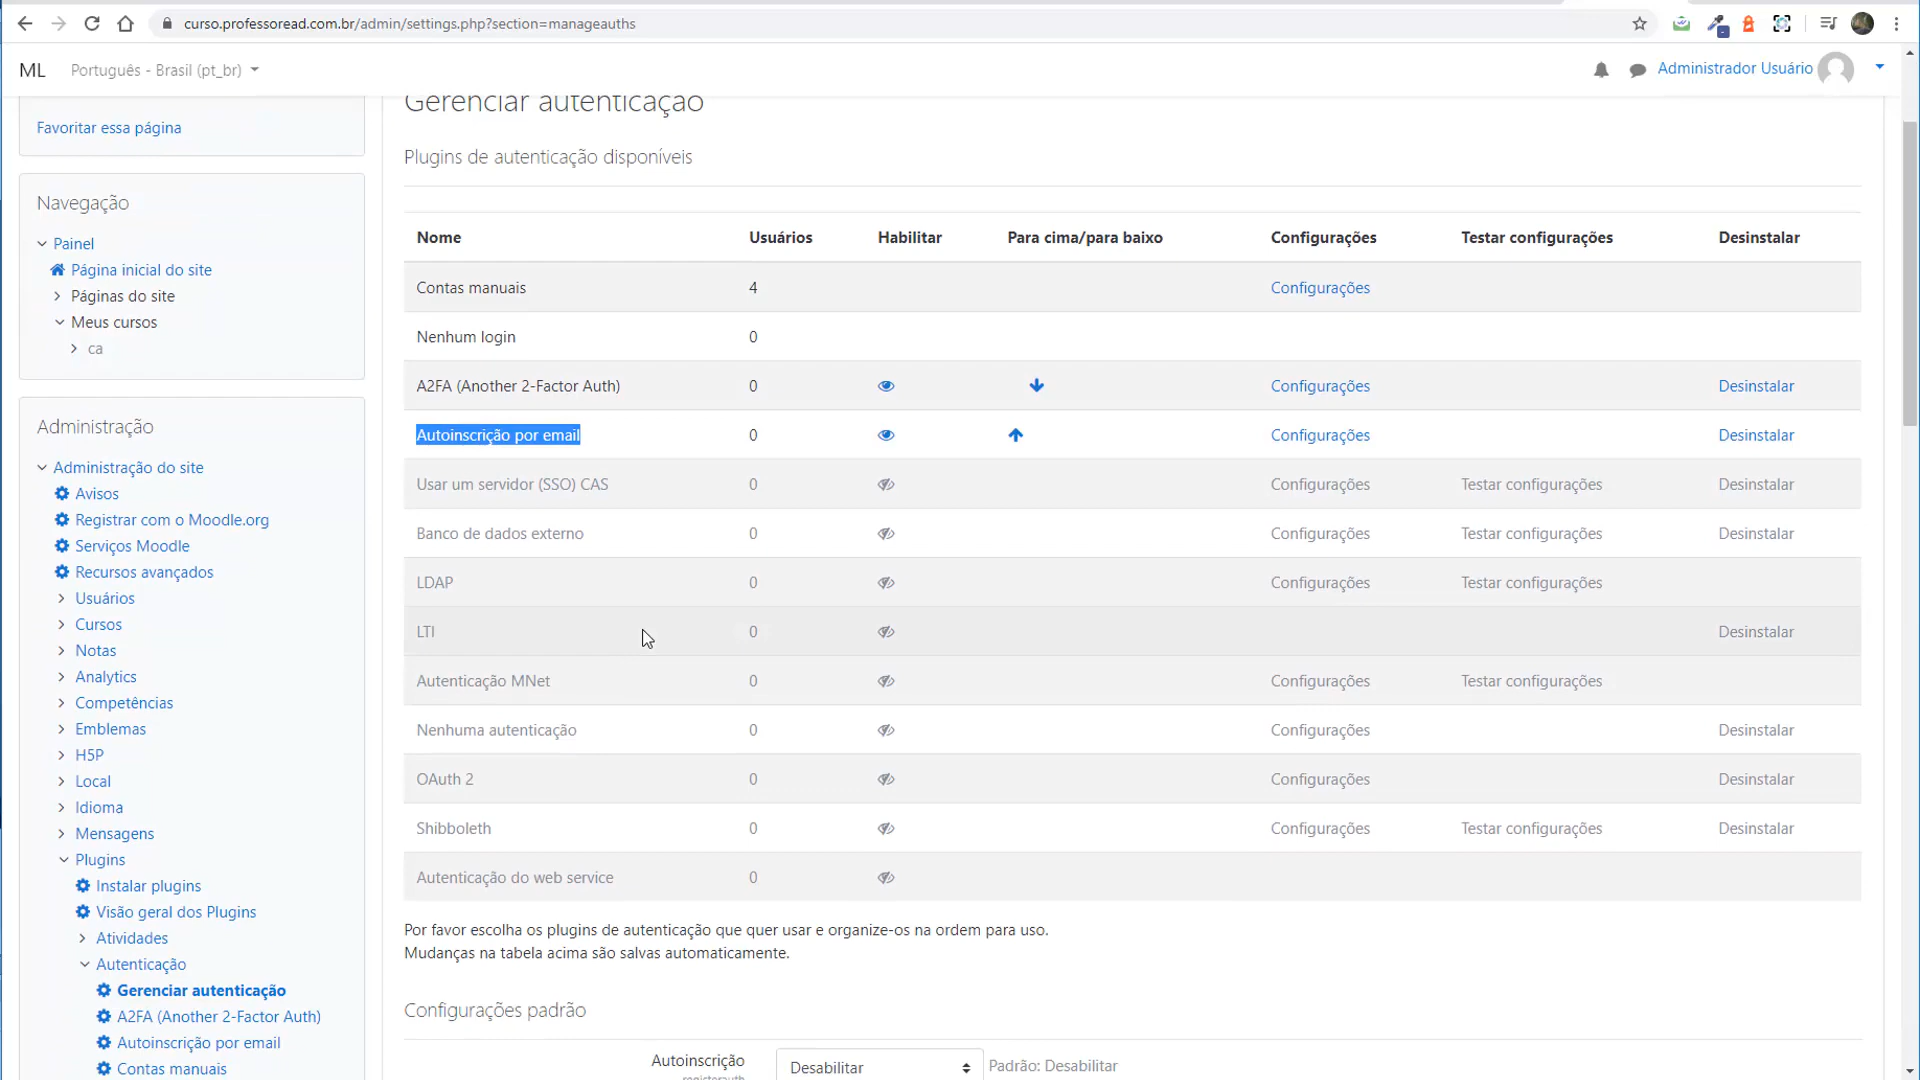 curso.professoread.com.br/admin/settings.php?section=manageauths
ML Português - Brasil (pt_br) Administrador Usuário
Favoritar essa página
Navegação
Painel
Página inicial do site
Páginas do site
Meus cursos
ca
Administração
Administração do site
Avisos
Registrar com o Moodle.org
Serviços Moodle
Recursos avançados
Usuários
Cursos
Notas
Analytics
Competências
Emblemas
H5P
Local
Idioma
Mensagens
Plugins
Instalar plugins
Visão geral dos Plugins
Atividades
Autenticação
Gerenciar autenticação
A2FA (Another 2-Factor Auth)
Autoinscrição por email
Contas manuais
Gerenciar autenticação
Plugins de autenticação disponíveis
Nome Usuários Habilitar Para cima/para baixo Configurações Testar configurações Desinstalar
Contas manuais 4 Configurações
Nenhum login 0
A2FA (Another 2-Factor Auth) 0 Configurações Desinstalar
Autoinscrição por email 0 Configurações Desinstalar
Usar um servidor (SSO) CAS 0 Configurações Testar configurações Desinstalar
Banco de dados externo 0 Configurações Testar configurações Desinstalar
LDAP 0 Configurações Testar configurações
LTI 0 Desinstalar
Autenticação MNet 0 Configurações Testar configurações
Nenhuma autenticação 0 Configurações Desinstalar
OAuth 2 0 Configurações Desinstalar
Shibboleth 0 Configurações Testar configurações Desinstalar
Autenticação do web service 0
Por favor escolha os plugins de autenticação que quer usar e organize-os na ordem para uso.
Mudanças na tabela acima são salvas automaticamente.
Configurações padrão
Autoinscrição Desabilitar Padrão: Desabilitar
registerauth